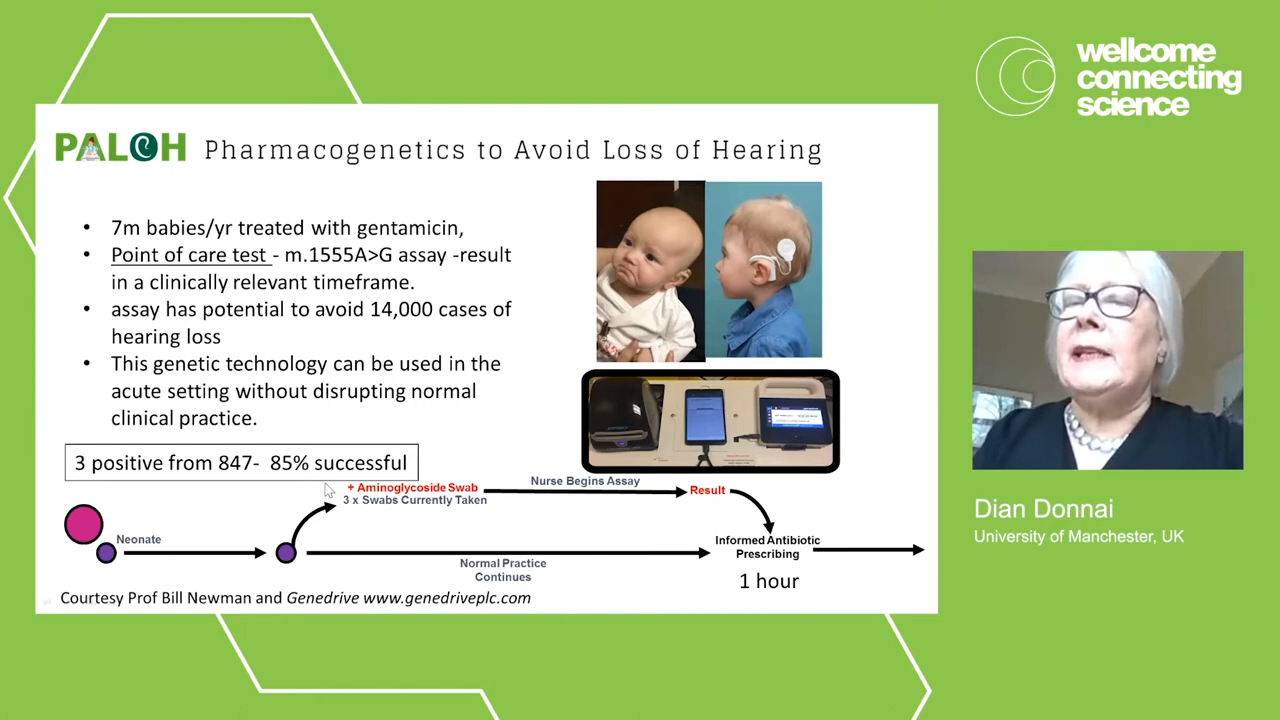 wellcome
connecting
science
PALOH Pharmacogenetics to Avoid Loss of Hearing
• 7m babies/yr treated with gentamicin,
• Point of care test - m.1555A>G assay -result
in a clinically relevant timeframe.
• assay has potential to avoid 14,000 cases of
hearing loss
• This genetic technology can be used in the
acute setting without disrupting normal
clinical practice.
3 positive from 847- 85% successful
+ Aminoglycoside Swab
3 x Swabs Currently Taken
Nurse Begins Assay
Result
Neonate
Normal Practice
Continues
Informed Antibiotic
Prescribing
1 hour
Courtesy Prof Bill Newman and Genedrive www.genedriveplc.com
Dian Donnai
University of Manchester, UK